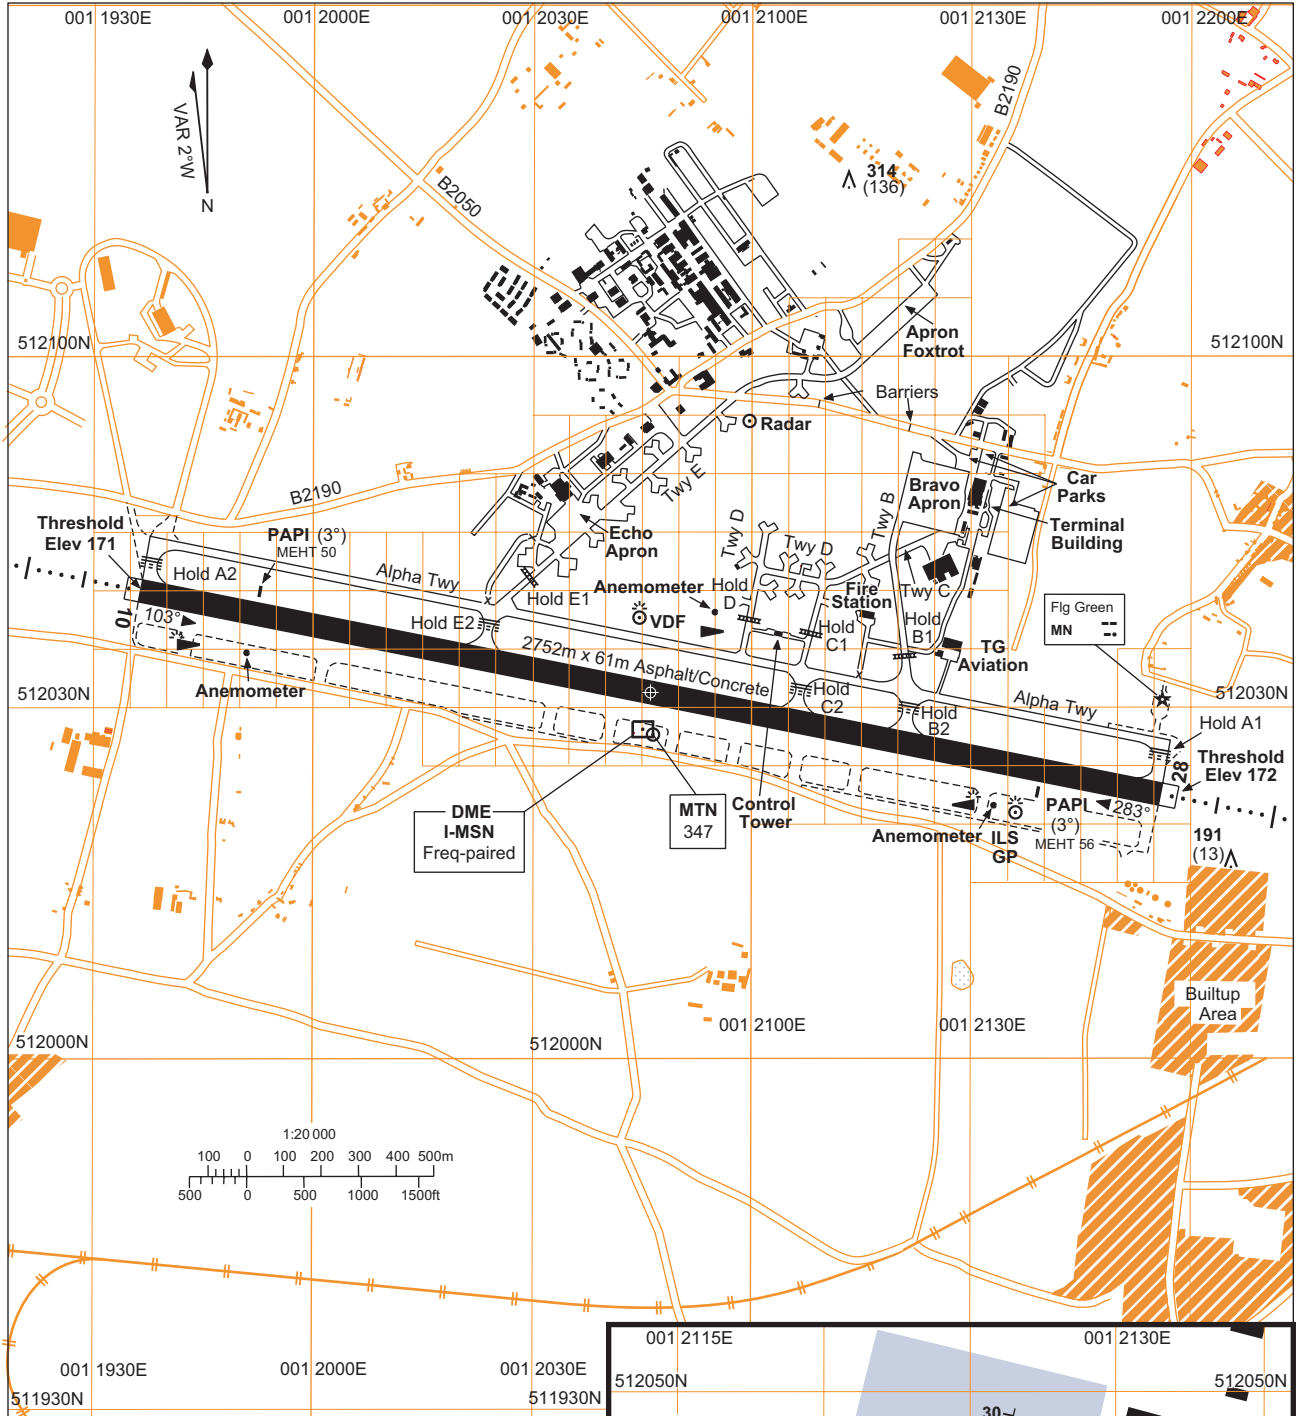 001 1930E
001 2000E
001 2030E
001 2100E
001 2130E
001 2200E
VAR 2°W
N
B2050
B2190
314
(136)
512100N
512100N
Apron
Foxtrot
Barriers
Radar
B2190
Twy E
Bravo
Apron
Car
Parks
Terminal
Building
Threshold
Elev 171
PAPI (3°)
MEHT 50
Echo
Apron
Twy D
Twy D
Twy B
Hold A2
Alpha Twy
Hold E1
Anemometer
Hold
D
Fire
Station
Twy C
Flg Green
MN
10
103°
Hold E2
VDF
Hold
C1
Hold
B1
TG
Aviation
2752m x 61m Asphalt/Concrete
Anemometer
Hold
C2
Hold
B2
Alpha Twy
512030N
512030N
Hold A1
28
Threshold
Elev 172
DME
I-MSN
Freq-paired
MTN
347
Control
Tower
Anemometer
ILS
GP
PAPI
(3°)
MEHT 56
283°
191
(13)
Builtup
Area
001 2100E
001 2130E
512000N
512000N
1:20 000
100 0 100 200 300 400 500m
500 0 500 1000 1500ft
001 2115E
001 2130E
001 1930E
001 2000E
001 2030E
512050N
512050N
511930N
511930N
30